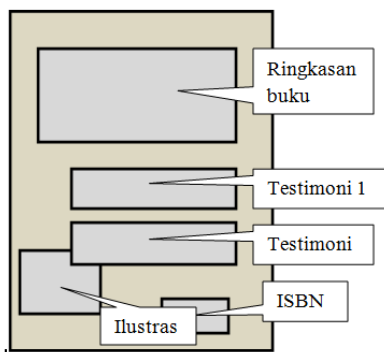 Ringkasan
buku
Testimoni 1
Testimoni
ISBN
Ilustras